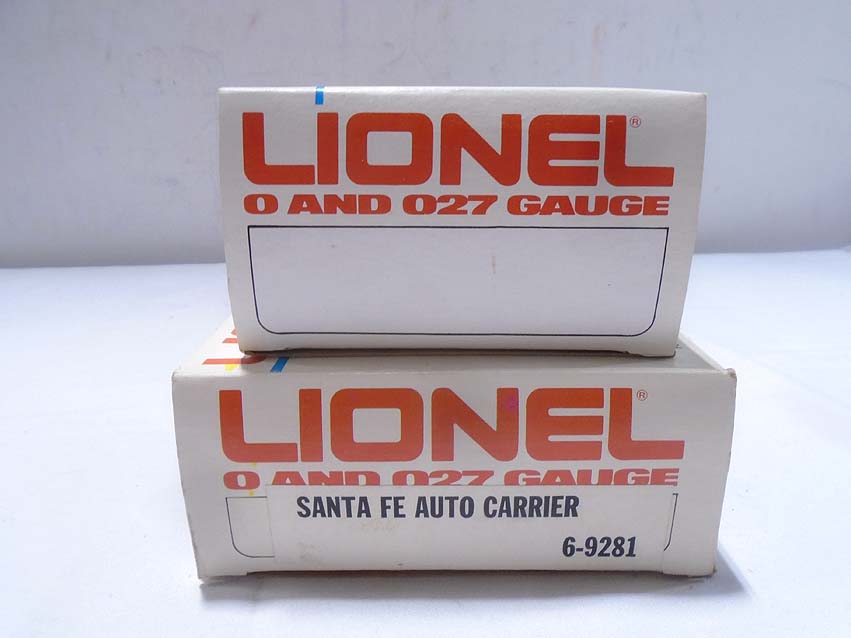 LIONEL®
O AND O27 GAUGE
LIONEL®
O AND O27 GAUGE
SANTA FE AUTO CARRIER
6-9281